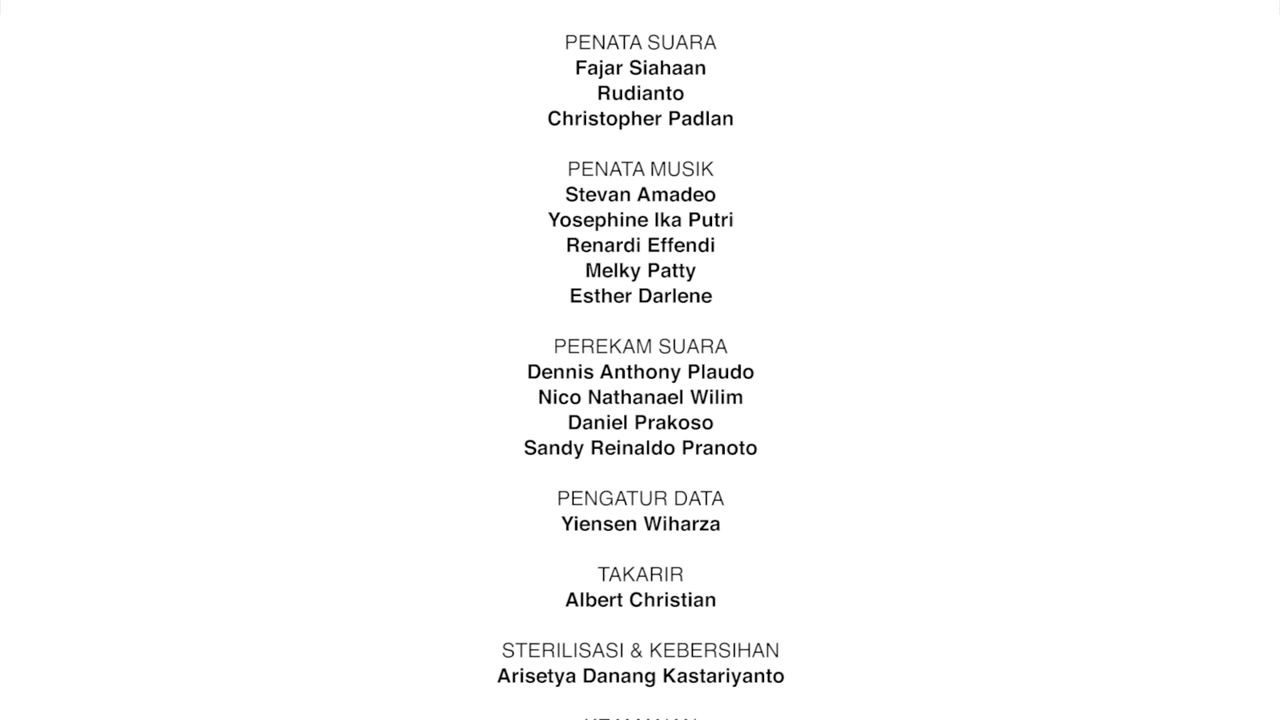 PENATA SUARA
Fajar Siahaan
Rudianto
Christopher Padlan
PENATA MUSIK
Stevan Amadeo
Yosephine Ika Putri
Renardi Effendi
Melky Patty
Esther Darlene
PEREKAM SUARA
Dennis Anthony Plaudo
Nico Nathanael Wilim
Daniel Prakoso
Sandy Reinaldo Pranoto
PENGATUR DATA
Yiensen Wiharza
TAKARIR
Albert Christian
STERILISASI & KEBERSIHAN
Arisetya Danang Kastariyanto